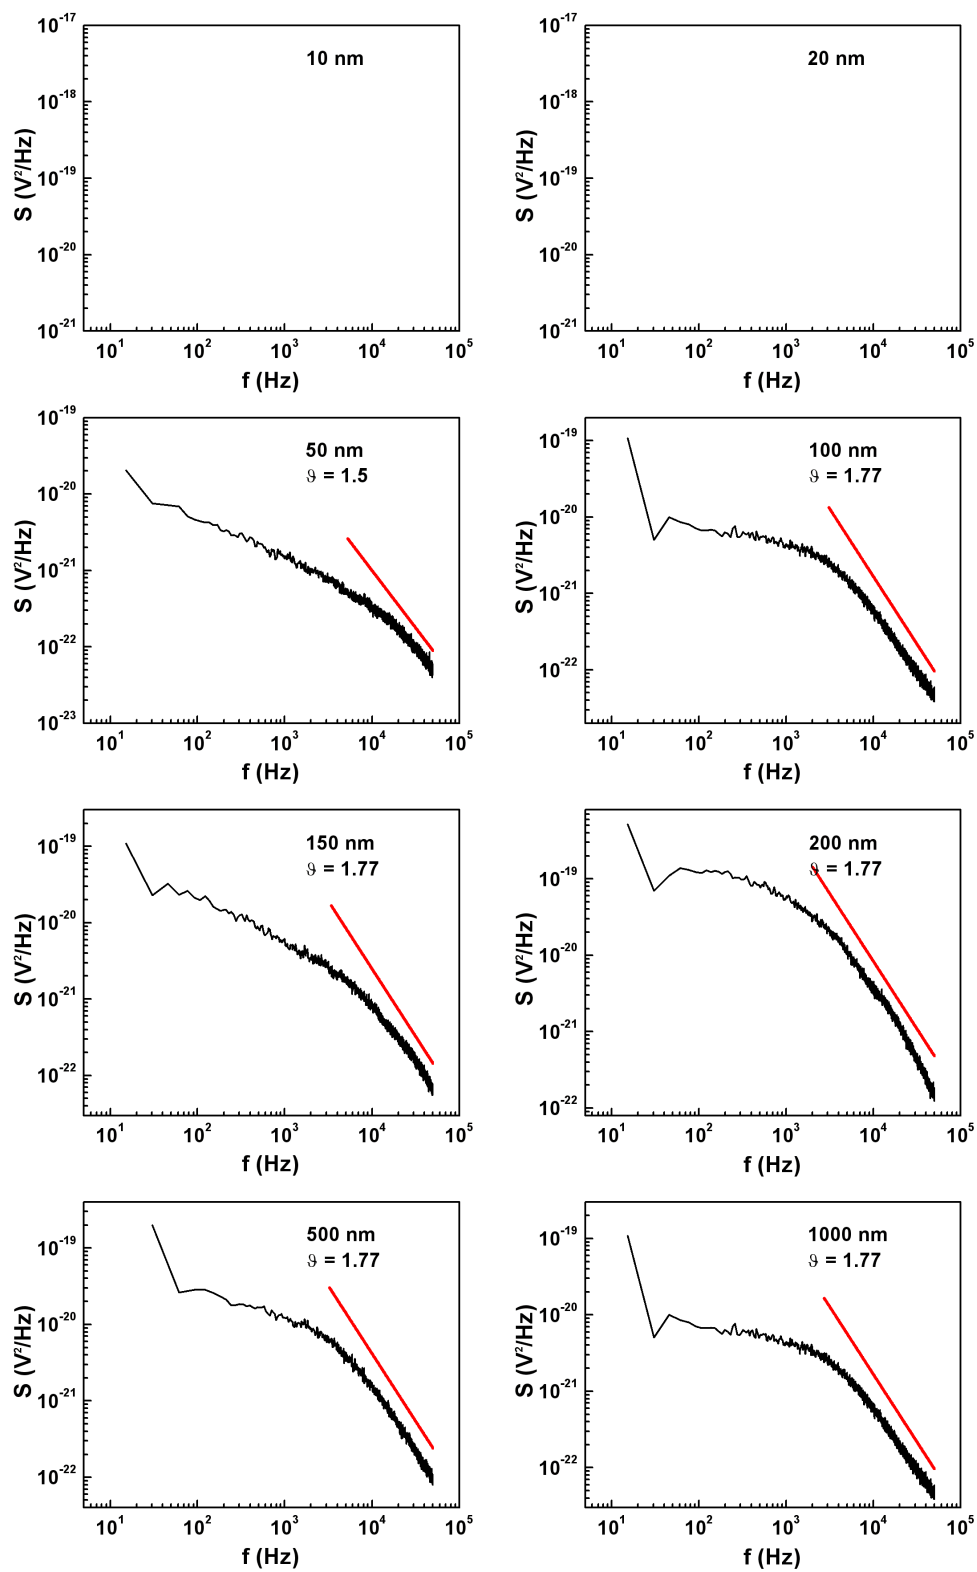 10⁻¹⁷
10⁻¹⁸
10⁻¹⁹
10⁻²⁰
10⁻²¹
S (V²/Hz)
10 nm
10¹ 10² 10³ 10⁴ 10⁵
f (Hz)
10⁻¹⁷
10⁻¹⁸
10⁻¹⁹
10⁻²⁰
10⁻²¹
S (V²/Hz)
20 nm
10¹ 10² 10³ 10⁴ 10⁵
f (Hz)
10⁻¹⁹
10⁻²⁰
10⁻²¹
10⁻²²
10⁻²³
S (V²/Hz)
50 nm
ϑ = 1.5
10¹ 10² 10³ 10⁴ 10⁵
f (Hz)
10⁻¹⁹
10⁻²⁰
10⁻²¹
10⁻²²
S (V²/Hz)
100 nm
ϑ = 1.77
10¹ 10² 10³ 10⁴ 10⁵
f (Hz)
10⁻¹⁹
10⁻²⁰
10⁻²¹
10⁻²²
S (V²/Hz)
150 nm
ϑ = 1.77
10¹ 10² 10³ 10⁴ 10⁵
f (Hz)
10⁻¹⁹
10⁻²⁰
10⁻²¹
10⁻²²
S (V²/Hz)
200 nm
ϑ = 1.77
10¹ 10² 10³ 10⁴ 10⁵
f (Hz)
10⁻¹⁹
10⁻²⁰
10⁻²¹
10⁻²²
S (V²/Hz)
500 nm
ϑ = 1.77
10¹ 10² 10³ 10⁴ 10⁵
f (Hz)
10⁻¹⁹
10⁻²⁰
10⁻²¹
10⁻²²
S (V²/Hz)
1000 nm
ϑ = 1.77
10¹ 10² 10³ 10⁴ 10⁵
f (Hz)